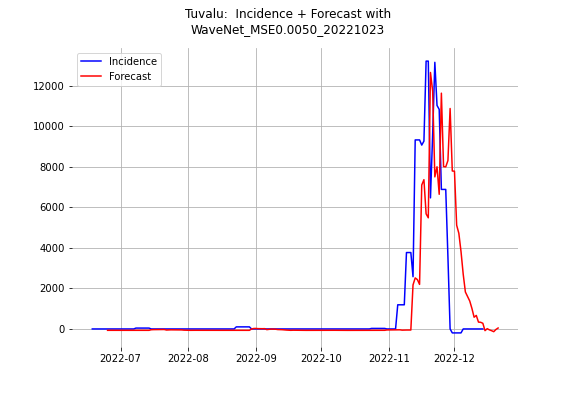 Tuvalu:  Incidence + Forecast with
WaveNet_MSE0.0050_20221023
Incidence
Forecast
12000
10000
8000
6000
4000
2000
0
2022-07 2022-08 2022-09 2022-10 2022-11 2022-12